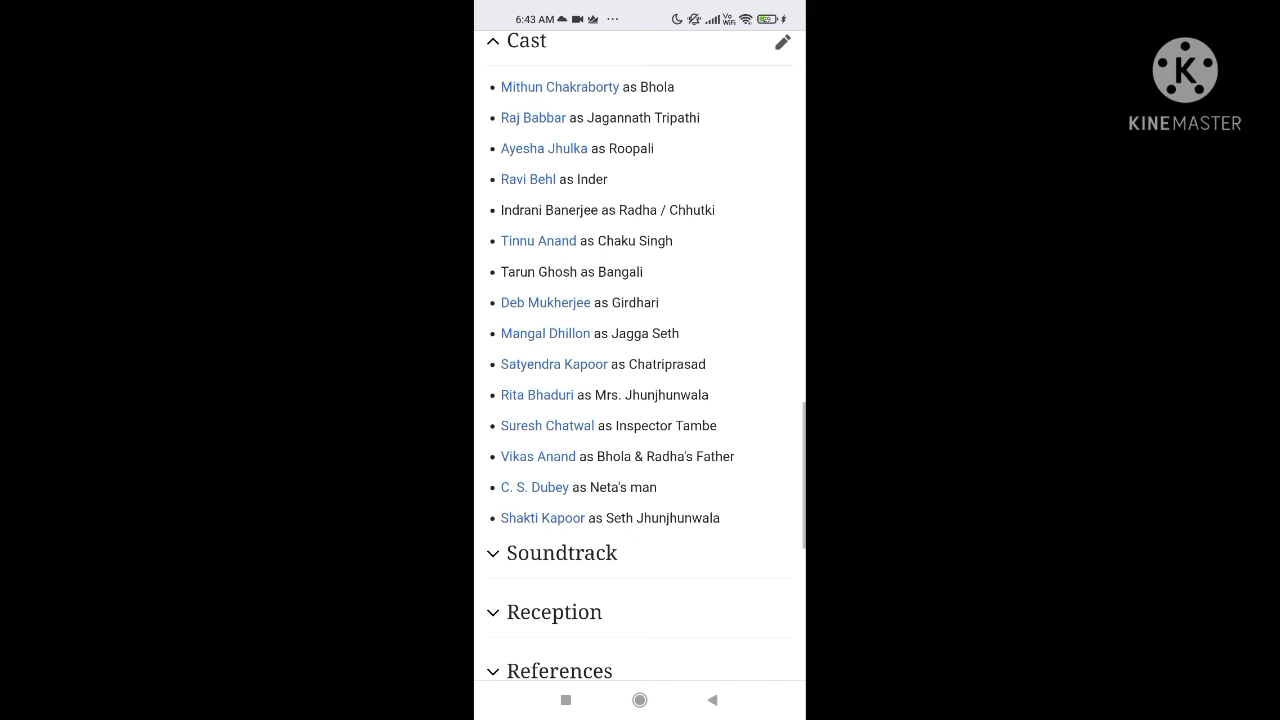 6:43 AM
Vo
WiFi
Cast
Mithun Chakraborty as Bhola
Raj Babbar as Jagannath Tripathi
Ayesha Jhulka as Roopali
Ravi Behl as Inder
Indrani Banerjee as Radha / Chhutki
Tinnu Anand as Chaku Singh
Tarun Ghosh as Bangali
Deb Mukherjee as Girdhari
Mangal Dhillon as Jagga Seth
Satyendra Kapoor as Chatriprasad
Rita Bhaduri as Mrs. Jhunjhunwala
Suresh Chatwal as Inspector Tambe
Vikas Anand as Bhola & Radha's Father
C. S. Dubey as Neta's man
Shakti Kapoor as Seth Jhunjhunwala
Soundtrack
Reception
References
K
KINEMASTER